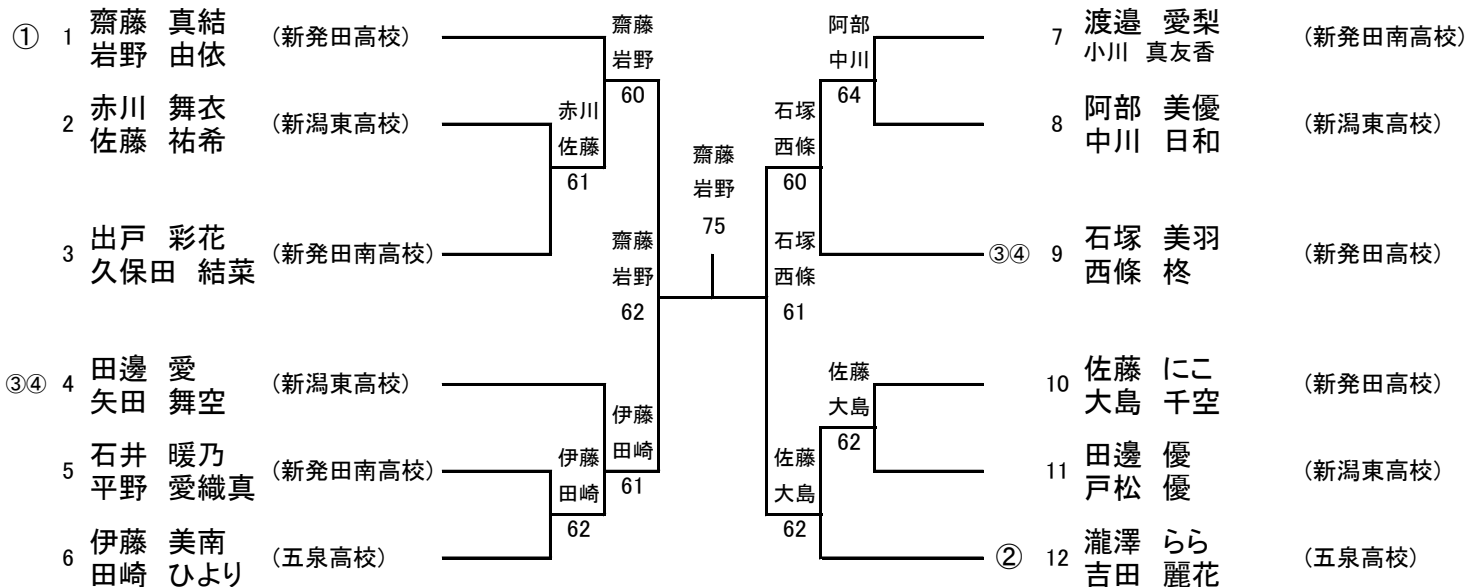 ① 1 齋藤 真結
岩野 由依
(新発田高校)
2 赤川 舞衣
佐藤 祐希
(新潟東高校)
3 出戸 彩花
久保田 結菜
(新発田南高校)
③④ 4 田邊 愛
矢田 舞空
(新潟東高校)
5 石井 暖乃
平野 愛織真
(新発田南高校)
6 伊藤 美南
田崎 ひより
(五泉高校)
赤川
佐藤
61
伊藤
田崎
62
齋藤
岩野
60
齋藤
岩野
62
伊藤
田崎
61
齋藤
岩野
75
石塚
西條
60
石塚
西條
61
佐藤
大島
62
阿部
中川
64
佐藤
大島
62
7 渡邉 愛梨
小川 真友香
(新発田南高校)
8 阿部 美優
中川 日和
(新潟東高校)
③④ 9 石塚 美羽
西條 柊
(新発田高校)
10 佐藤 にこ
大島 千空
(新発田高校)
11 田邊 優
戸松 優
(新潟東高校)
② 12 瀧澤 らら
吉田 麗花
(五泉高校)